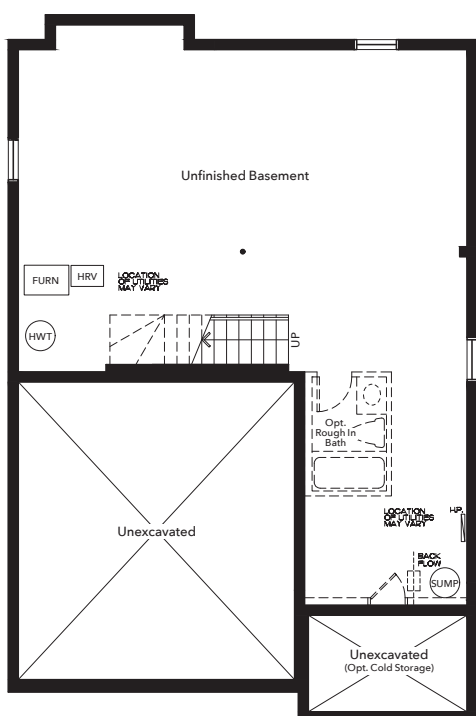 Unfinished Basement
FURN
HRV
LOCATION
OF UTILITIES
MAY VARY
HWT
UP
Opt.
Rough In
Bath
Unexcavated
LOCATION
OF UTILITIES
MAY VARY
H.P.
BACK
FLOW
SUMP
Unexcavated
(Opt. Cold Storage)